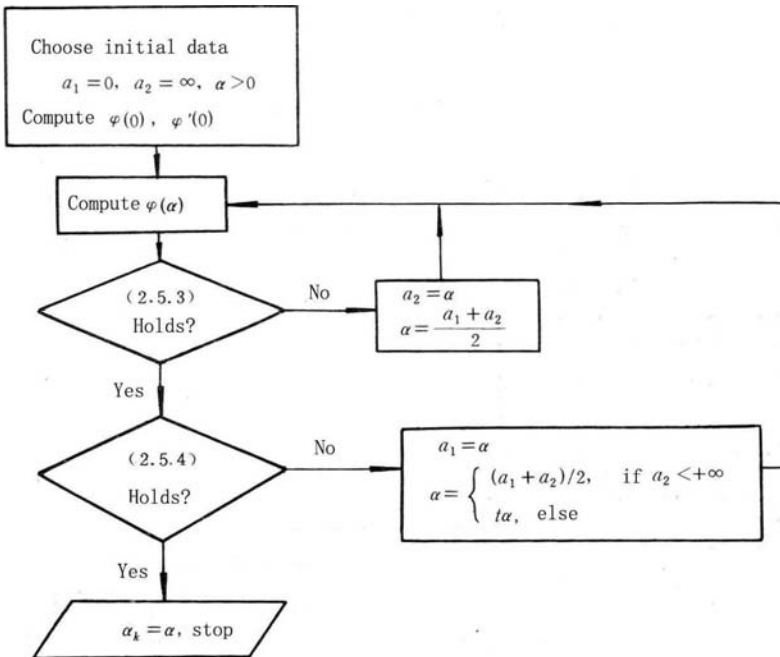 Choose initial data
a₁ = 0, a₂ = ∞, α > 0
Compute φ(0), φ′(0)
Compute φ(α)
(2.5.3)
Holds?
No
a₂ = α
α = (a₁ + a₂)/2
Yes
(2.5.4)
Holds?
No
a₁ = α
α = { (a₁ + a₂)/2, if a₂ < +∞
tα, else
Yes
αₖ = α, stop